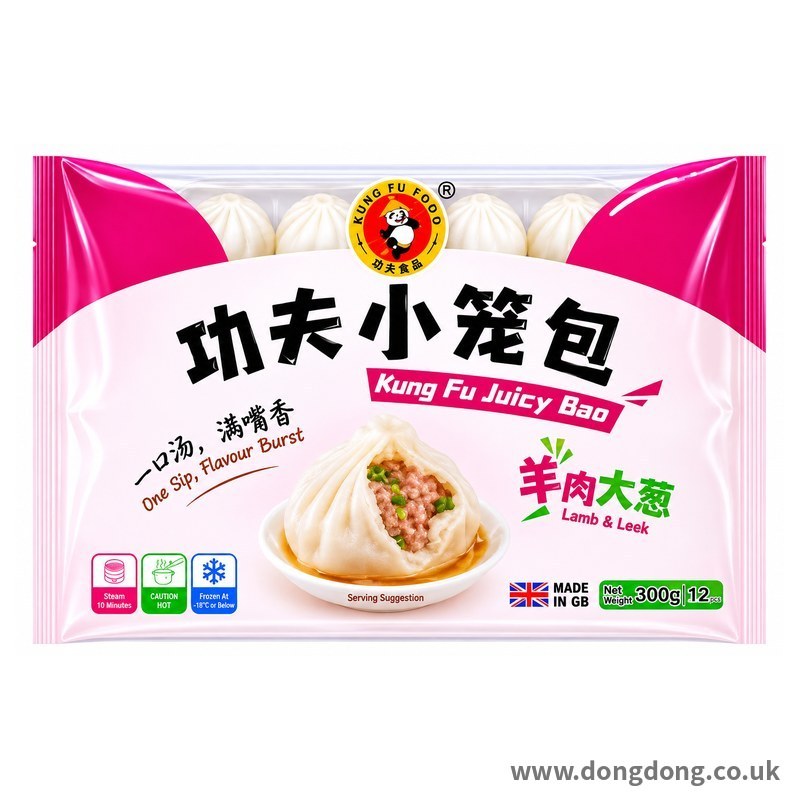 KUNG FU FOOD
®
功夫食品
功夫小笼包
Kung Fu Juicy Bao
一口汤，满嘴香
One Sip, Flavour Burst
羊肉大葱
Lamb & Leek
Steam
10 Minutes
CAUTION
HOT
Frozen At
-18°C or Below
Serving Suggestion
MADE
IN GB
Net
Weight 300g|12pcs
www.dongdong.co.uk